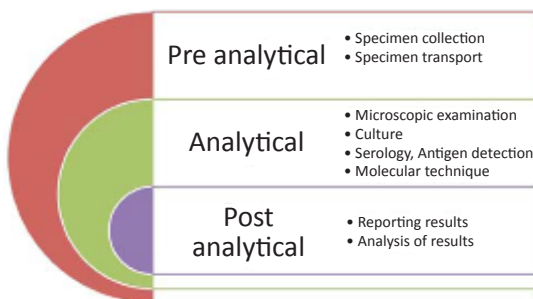 Pre analytical
• Specimen collection
• Specimen transport
Analytical
• Microscopic examination
• Culture
• Serology, Antigen detection
• Molecular technique
Post
analytical
• Reporting results
• Analysis of results